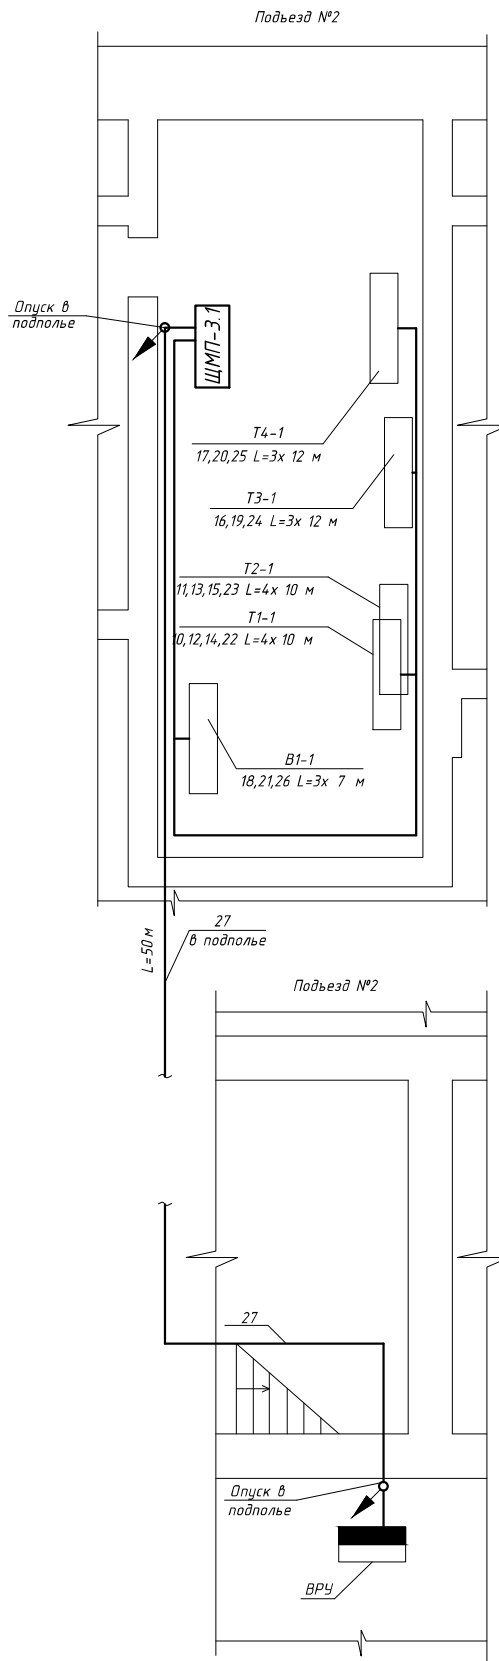 Подъезд №2
Опуск в
подполье
ЩМП-3.1
Т4-1
17,20,25 L=3х 12 м
Т3-1
16,19,24 L=3х 12 м
Т2-1
11,13,15,23 L=4х 10 м
Т1-1
10,12,14,22 L=4х 10 м
В1-1
18,21,26 L=3х 7 м
27
в подполье
L=50 м
Подъезд №2
27
Опуск в
подполье
ВРУ